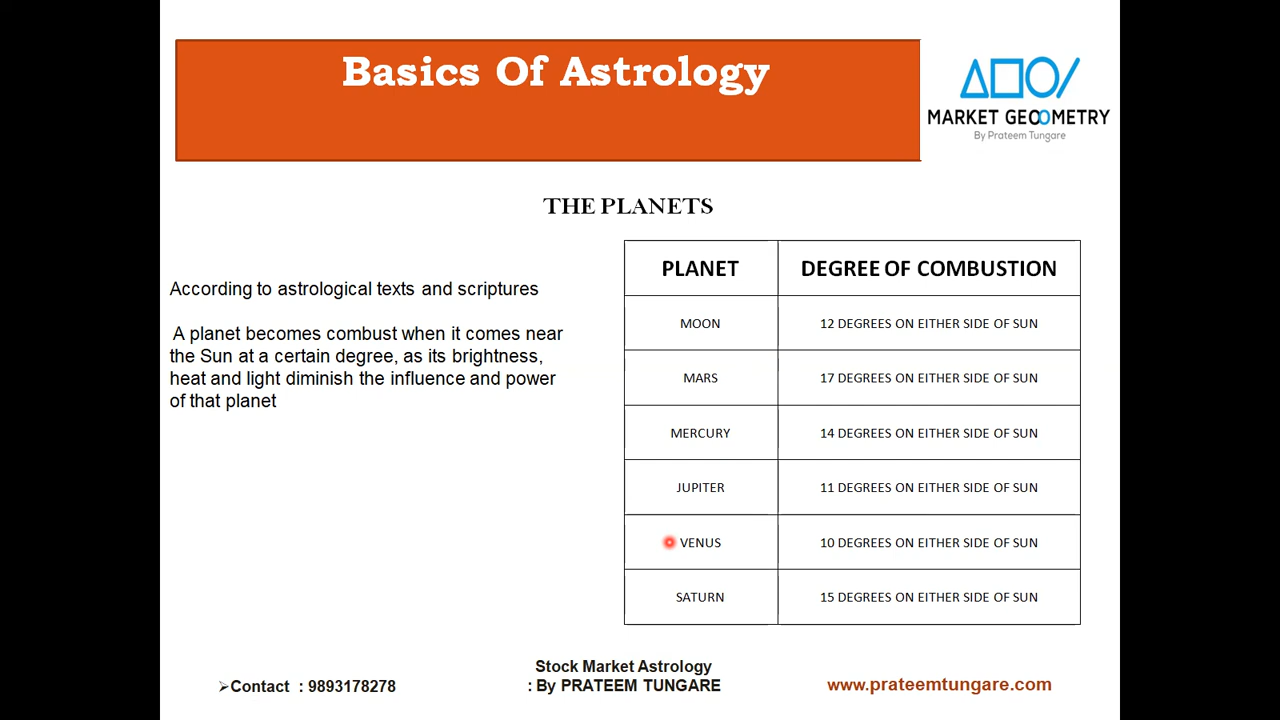 Basics Of Astrology
MARKET GEOOMETRY
By Prateem Tungare
THE PLANETS
According to astrological texts and scriptures
A planet becomes combust when it comes near
the Sun at a certain degree, as its brightness,
heat and light diminish the influence and power
of that planet
PLANET DEGREE OF COMBUSTION
MOON 12 DEGREES ON EITHER SIDE OF SUN
MARS 17 DEGREES ON EITHER SIDE OF SUN
MERCURY 14 DEGREES ON EITHER SIDE OF SUN
JUPITER 11 DEGREES ON EITHER SIDE OF SUN
VENUS 10 DEGREES ON EITHER SIDE OF SUN
SATURN 15 DEGREES ON EITHER SIDE OF SUN
➢Contact : 9893178278
Stock Market Astrology
: By PRATEEM TUNGARE
www.prateemtungare.com